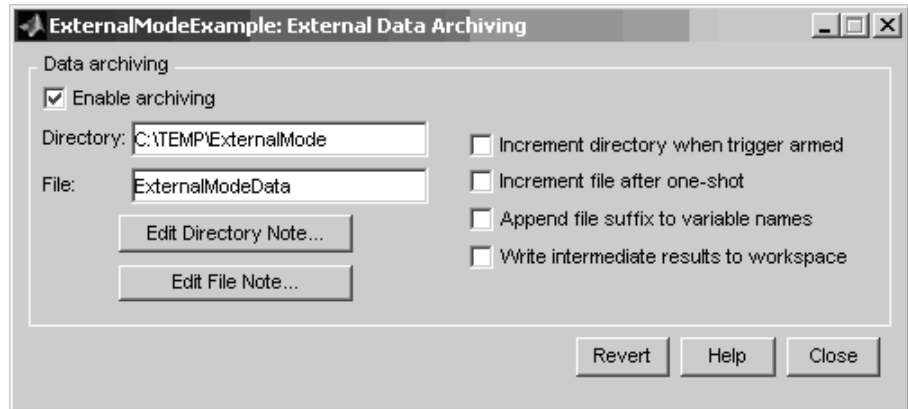 ExternalModeExample: External Data Archiving
Data archiving
Enable archiving
Directory: C:\TEMP\ExternalMode
File: ExternalModeData
Edit Directory Note...
Edit File Note...
Increment directory when trigger armed
Increment file after one-shot
Append file suffix to variable names
Write intermediate results to workspace
Revert Help Close